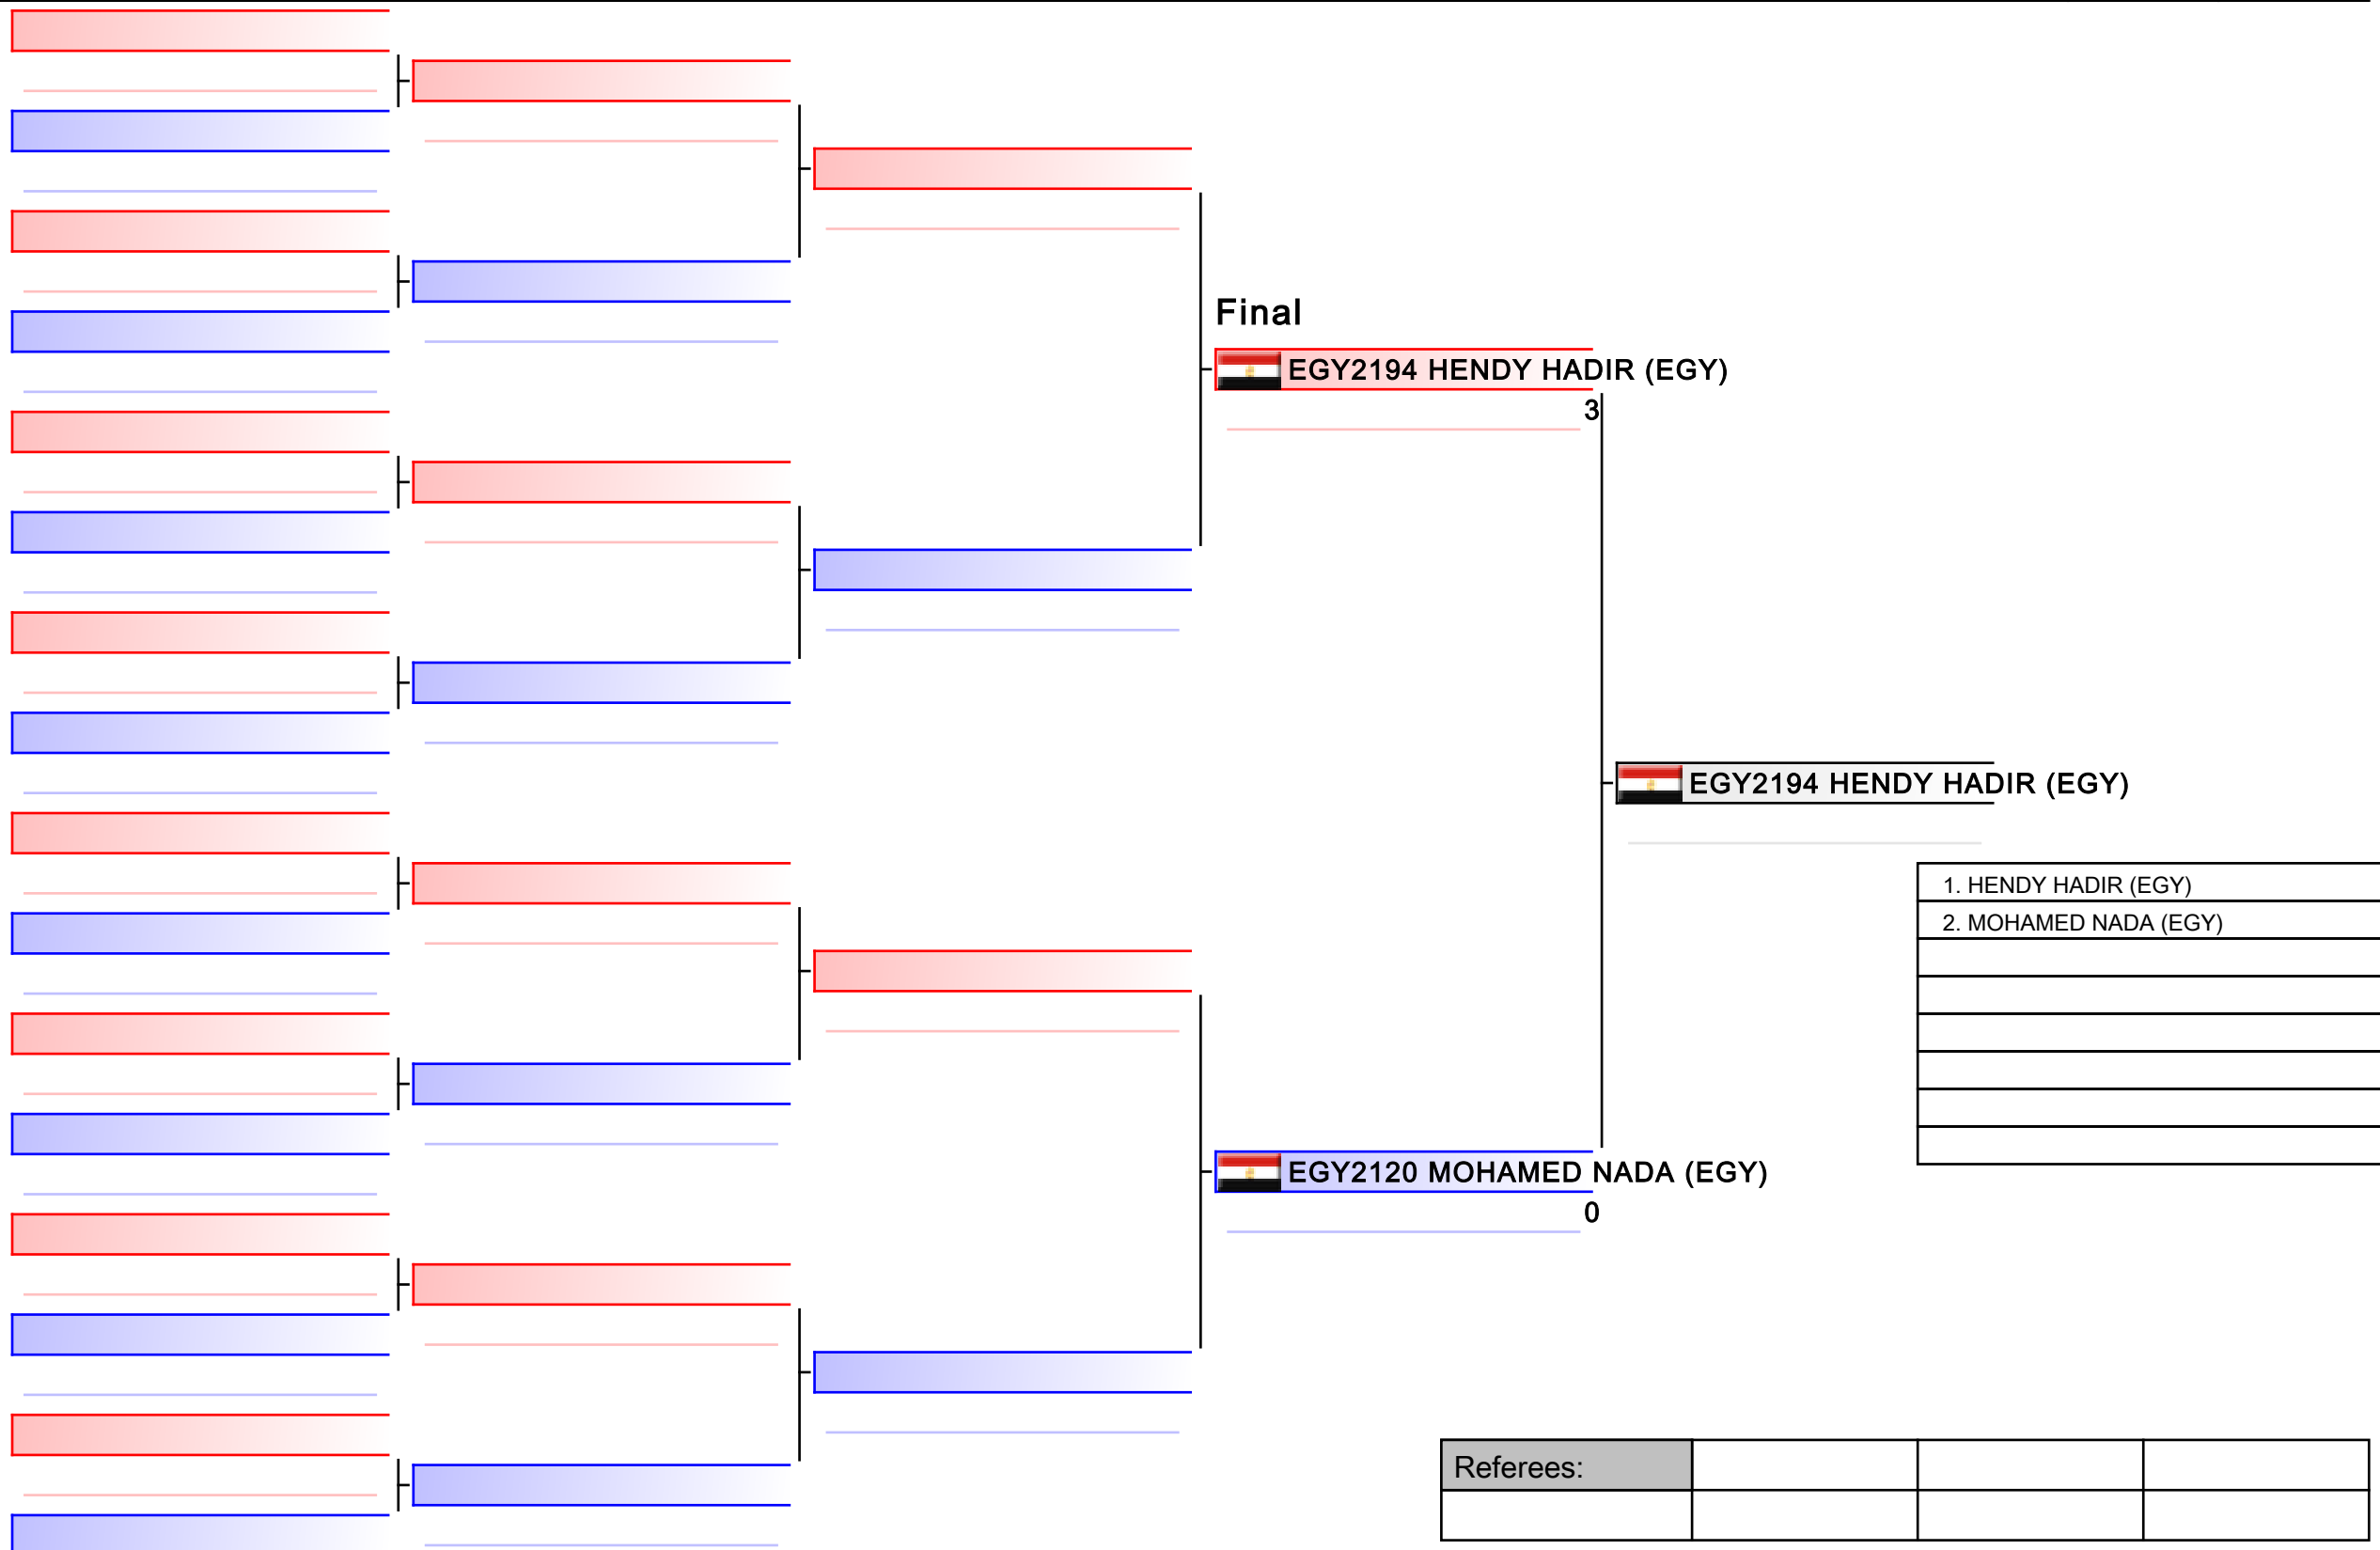 Final
EGY2194 HENDY HADIR (EGY)
3
EGY2194 HENDY HADIR (EGY)
1. HENDY HADIR (EGY)
2. MOHAMED NADA (EGY)
EGY2120 MOHAMED NADA (EGY)
0
Referees: